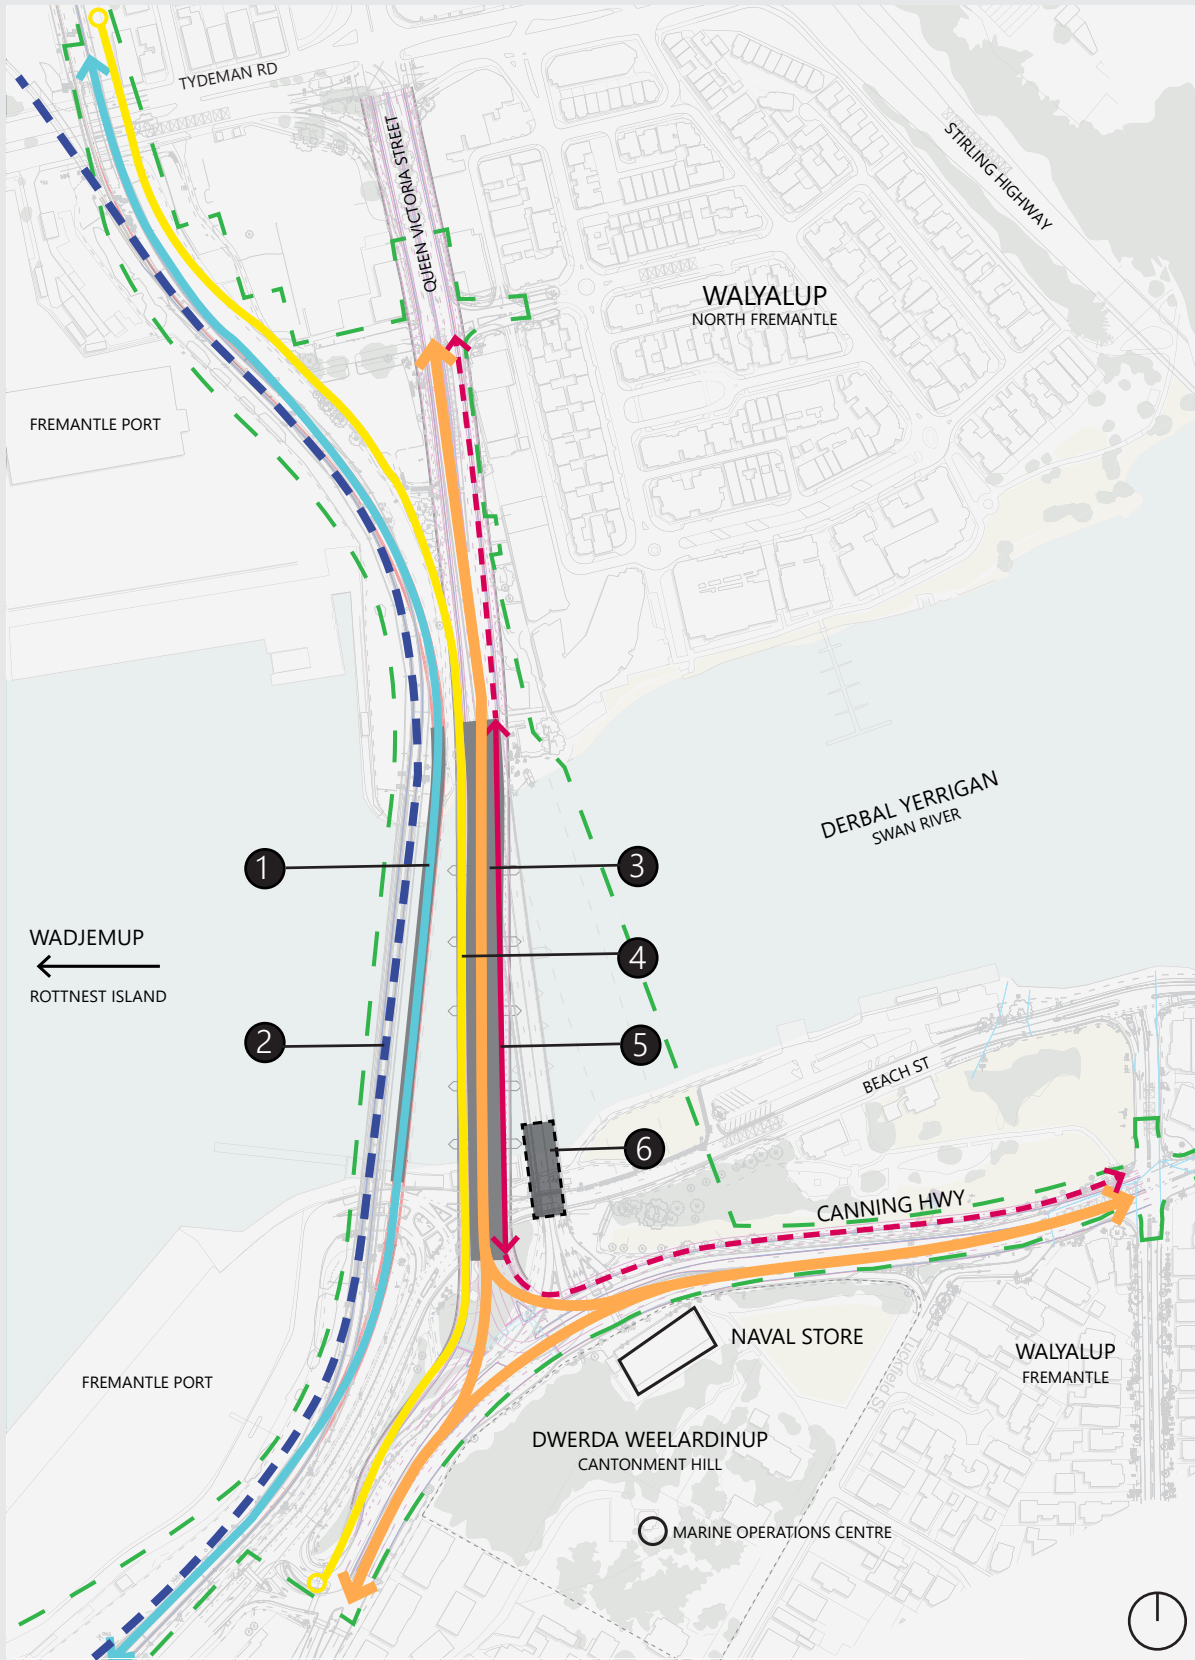 TYDEMAN RD
QUEEN VICTORIA STREET
STIRLING HIGHWAY
WALYALUP
NORTH FREMANTLE
FREMANTLE PORT
DERBAL YERRIGAN
SWAN RIVER
1
3
WADJEMUP
4
ROTTNEST ISLAND
2
5
BEACH ST
6
CANNING HWY
NAVAL STORE
WALYALUP
FREMANTLE
FREMANTLE PORT
DWERDA WEELARDINUP
CANTONMENT HILL
MARINE OPERATIONS CENTRE